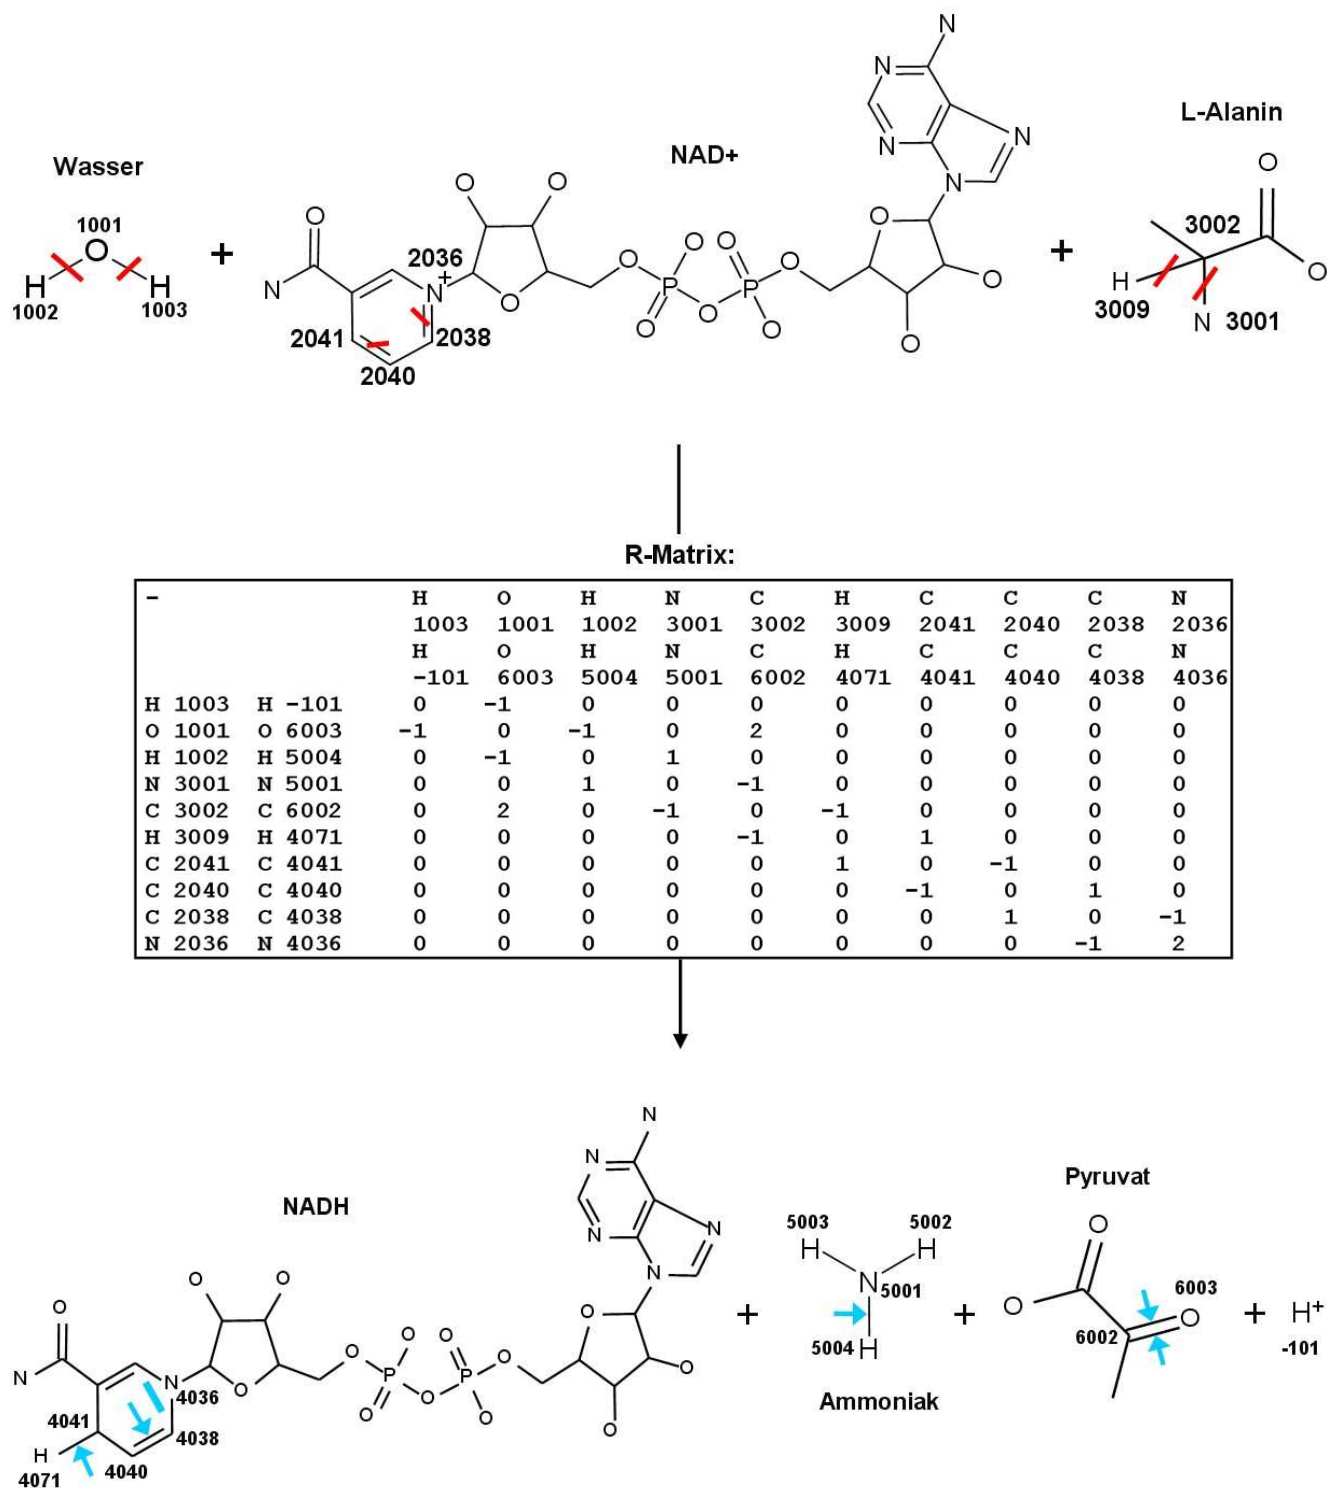 L-Alanin
NAD+
Wasser
N
N
N
N
N
N
O
O
O
1001
O
H
H
1002
1003
+
O
O
O
N
2036
+
N
O
2041
2038
2040
O
P
O
O
O
P
O
O
O
O
O
O
+
3002
H
3009
N
3001
O
O
R-Matrix:
- H O H N C H C C C N
1003 1001 1002 3001 3002 3009 2041 2040 2038 2036
H O H N C H C C C N
-101 6003 5004 5001 6002 4071 4041 4040 4038 4036
H 1003 H -101 0 -1 0 0 0 0 0 0 0 0
O 1001 O 6003 -1 0 -1 0 2 0 0 0 0 0
H 1002 H 5004 0 -1 0 1 0 0 0 0 0 0
N 3001 N 5001 0 0 1 0 -1 0 0 0 0 0
C 3002 C 6002 0 2 0 -1 0 -1 0 0 0 0
H 3009 H 4071 0 0 0 0 -1 0 1 0 0 0
C 2041 C 4041 0 0 0 0 0 1 0 -1 0 0
C 2040 C 4040 0 0 0 0 0 0 -1 0 1 0
C 2038 C 4038 0 0 0 0 0 0 0 1 0 -1
N 2036 N 4036 0 0 0 0 0 0 0 0 -1 2
NADH
N
N
N
N
N
O
O
O
N
N
4036
O
4041
4038
H
4071
4040
O
P
O
O
O
P
O
O
O
O
O
O
+
5003
5002
H
H
N
5001
5004
H
Ammoniak
+
Pyruvat
O
O
6003
O
6002
+
H+
-101